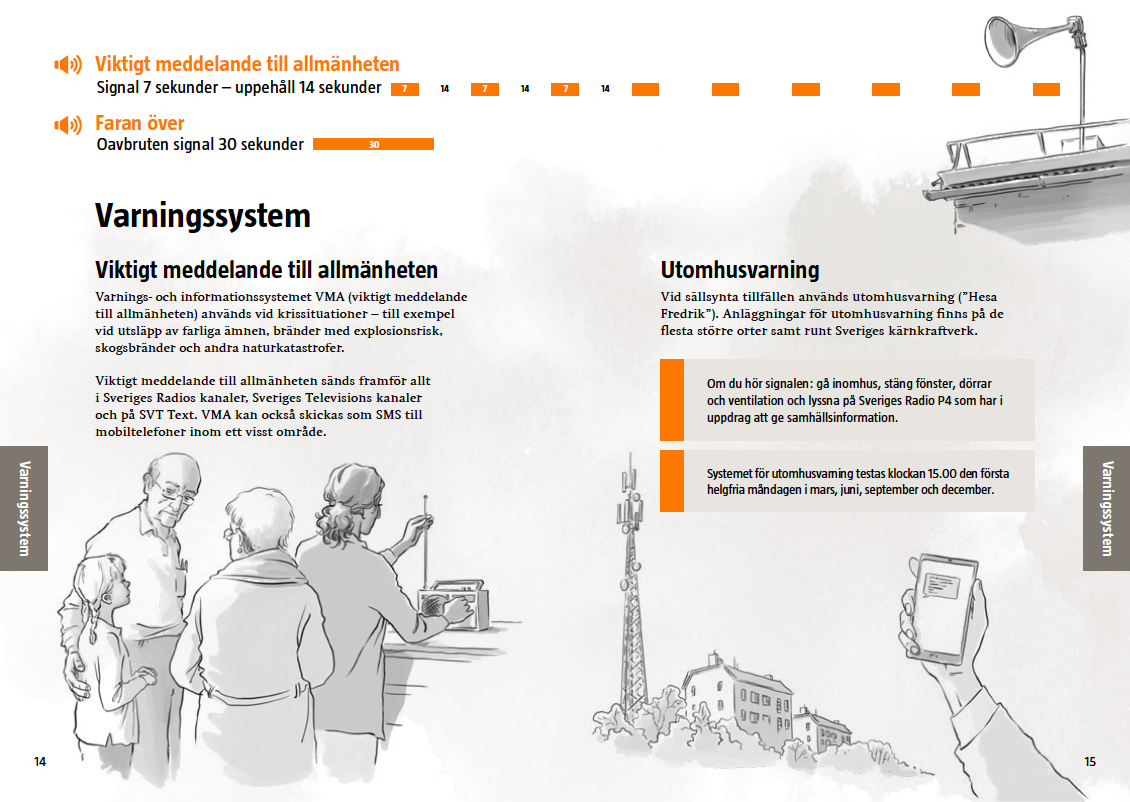 Viktigt meddelande till allmänheten
Signal 7 sekunder – uppehåll 14 sekunder 7 14 7 14 7 14
Faran över
Oavbruten signal 30 sekunder 30
Varningssystem
Viktigt meddelande till allmänheten
Varnings- och informationssystemet VMA (viktigt meddelande
till allmänheten) används vid krissituationer – till exempel
vid utsläpp av farliga ämnen, bränder med explosionsrisk,
skogsbränder och andra naturkatastrofer.
Viktigt meddelande till allmänheten sänds framför allt
i Sveriges Radios kanaler, Sveriges Televisions kanaler
och på SVT Text. VMA kan också skickas som SMS till
mobiltelefoner inom ett visst område.
Varningssystem
14
Utomhusvarning
Vid sällsynta tillfällen används utomhusvarning (”Hesa
Fredrik”). Anläggningar för utomhusvarning finns på de
flesta större orter samt runt Sveriges kärnkraftverk.
Om du hör signalen: gå inomhus, stäng fönster, dörrar
och ventilation och lyssna på Sveriges Radio P4 som har i
uppdrag att ge samhällsinformation.
Systemet för utomhusvarning testas klockan 15.00 den första
helgfria måndagen i mars, juni, september och december.
Varningssystem
15